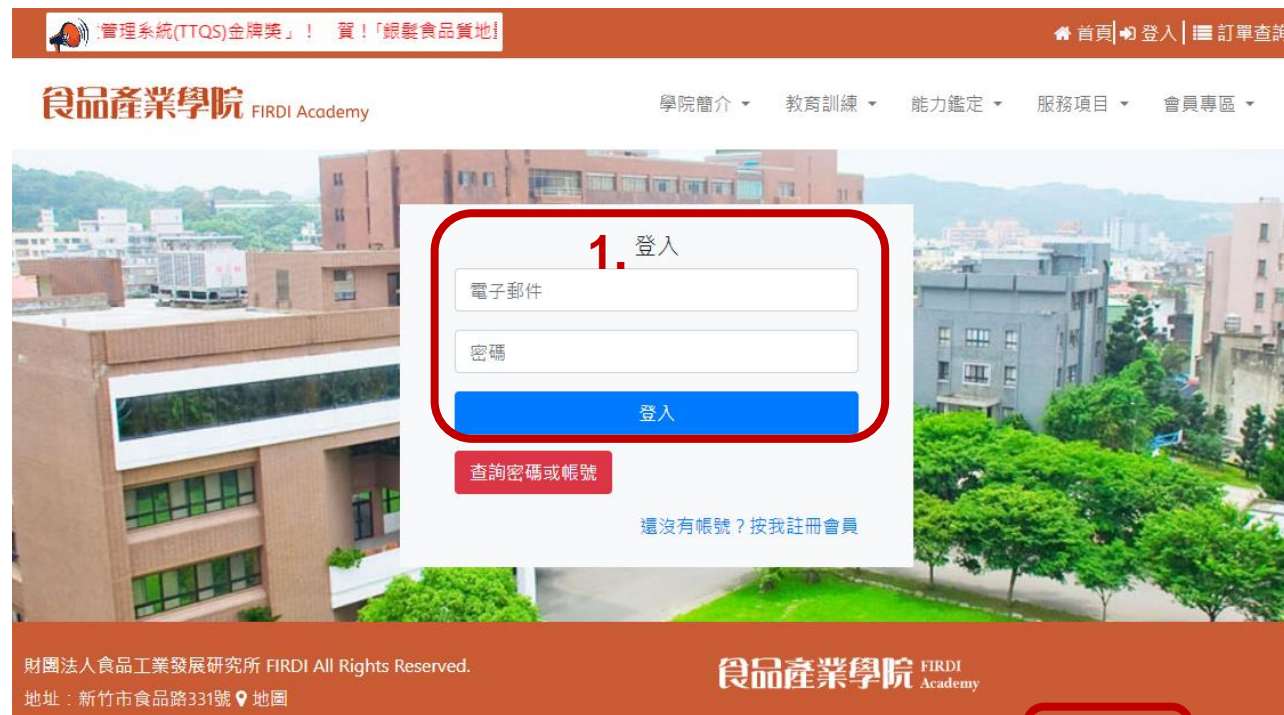 管理系統(TTQS)金牌獎」！ 賀！「銀髮食品質地
首頁 登入 訂單查詢
食品產業學院 FIRDI Academy
學院簡介 教育訓練 能力鑑定 服務項目 會員專區
1. 登入
電子郵件
密碼
登入
查詢密碼或帳號
還沒有帳號？按我註冊會員
財團法人食品工業發展研究所 FIRDI All Rights Reserved.
地址：新竹市食品路331號 地圖
食品產業學院 FIRDI
Academy